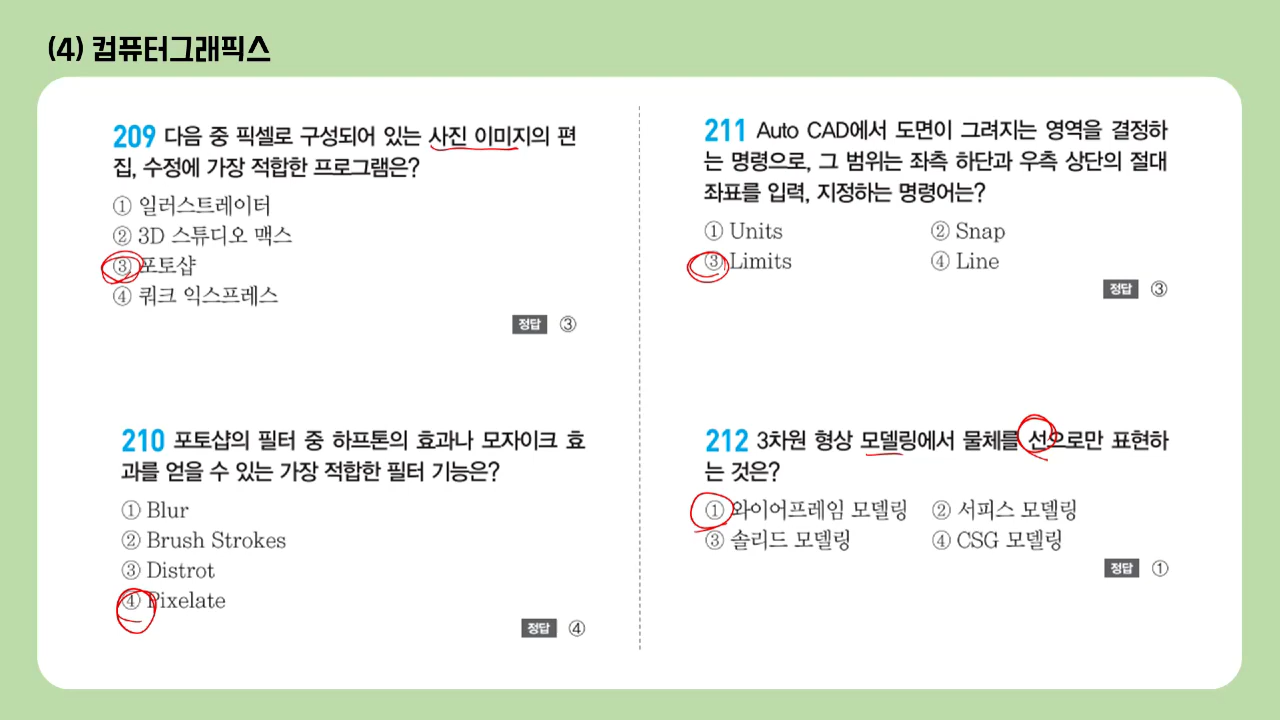 (4) 컴퓨터그래픽스
209 다음 중 픽셀로 구성되어 있는 사진 이미지의 편
집, 수정에 가장 적합한 프로그램은?
① 일러스트레이터
② 3D 스튜디오 맥스
③ 포토샵
④ 쿼크 익스프레스
정답 ③
210 포토샵의 필터 중 하프톤의 효과나 모자이크 효
과를 얻을 수 있는 가장 적합한 필터 기능은?
① Blur
② Brush Strokes
③ Distrot
④ Pixelate
정답 ④
211 Auto CAD에서 도면이 그려지는 영역을 결정하
는 명령으로, 그 범위는 좌측 하단과 우측 상단의 절대
좌표를 입력, 지정하는 명령어는?
① Units ② Snap
③ Limits ④ Line
정답 ③
212 3차원 형상 모델링에서 물체를 선으로만 표현하
는 것은?
① 와이어프레임 모델링 ② 서피스 모델링
③ 솔리드 모델링 ④ CSG 모델링
정답 ①